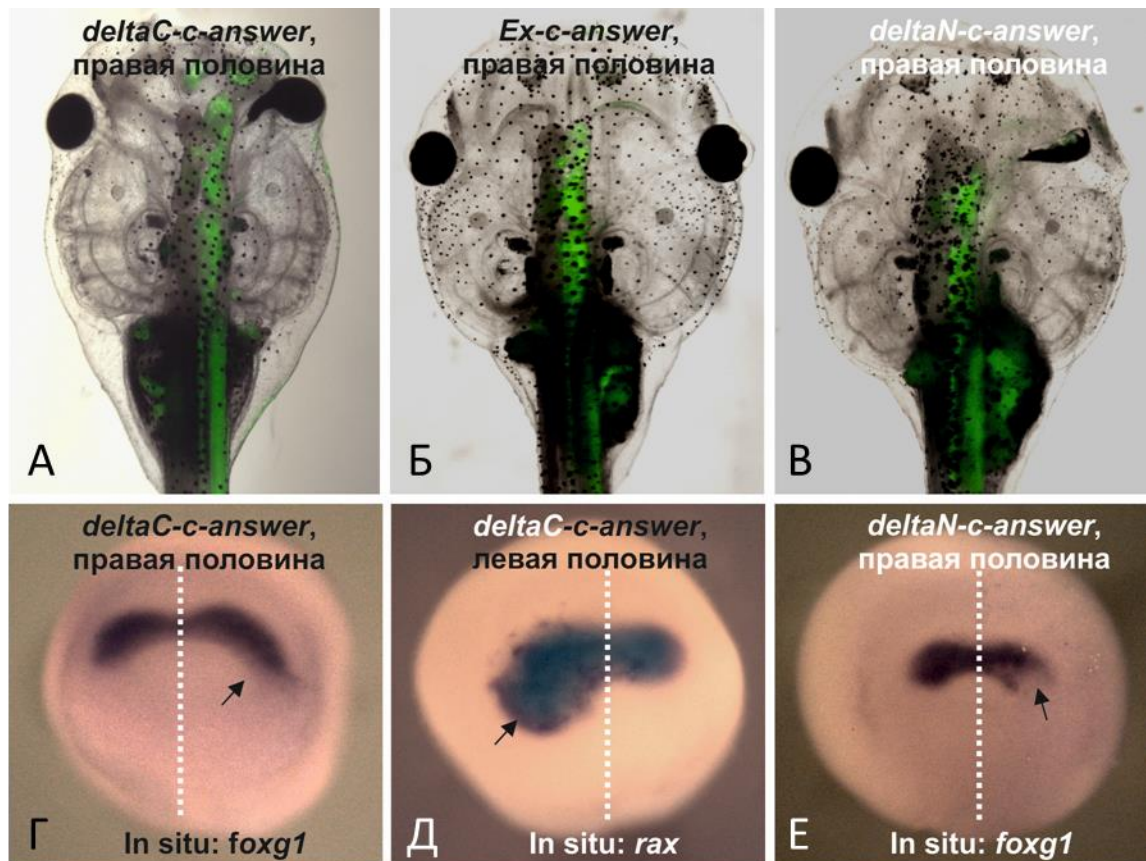 deltaC-c-answer,
правая половина
А
Ex-c-answer,
правая половина
Б
deltaN-c-answer,
правая половина
В
deltaC-c-answer,
правая половина
Г
In situ: foxg1
deltaC-c-answer,
левая половина
Д
In situ: rax
deltaN-c-answer,
правая половина
Е
In situ: foxg1